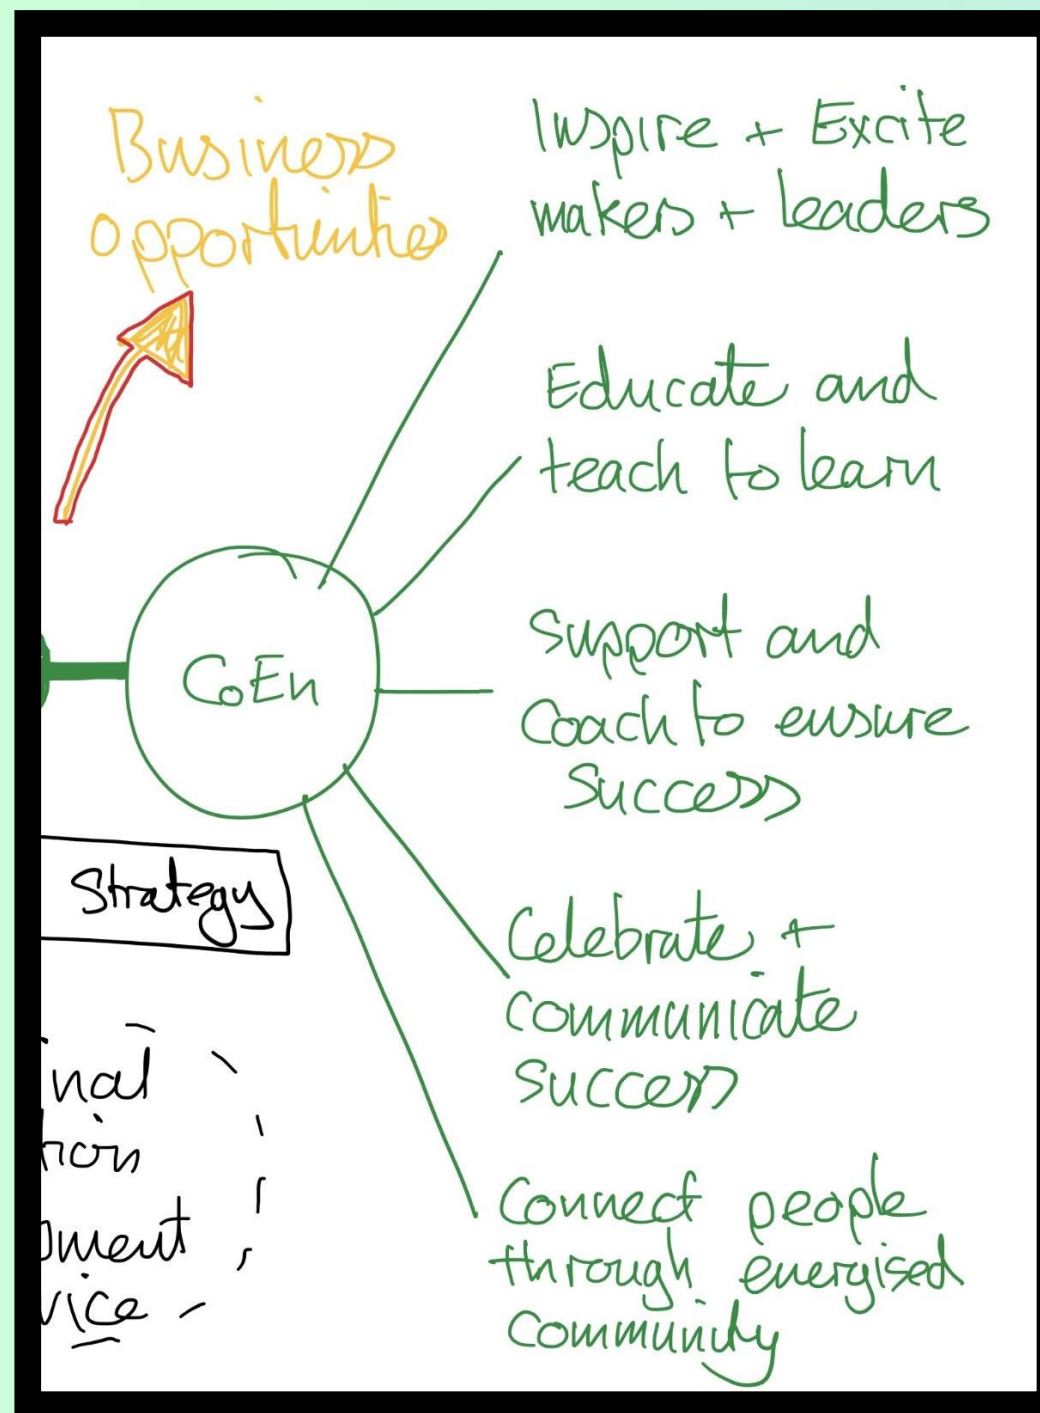 Business
opportunities
Inspire + Excite
makers + leaders
Educate and
teach to learn
Support and
Coach to ensure
Success
CoEn
Strategy
Celebrate +
communicate
success
Connect people
through energised
Community